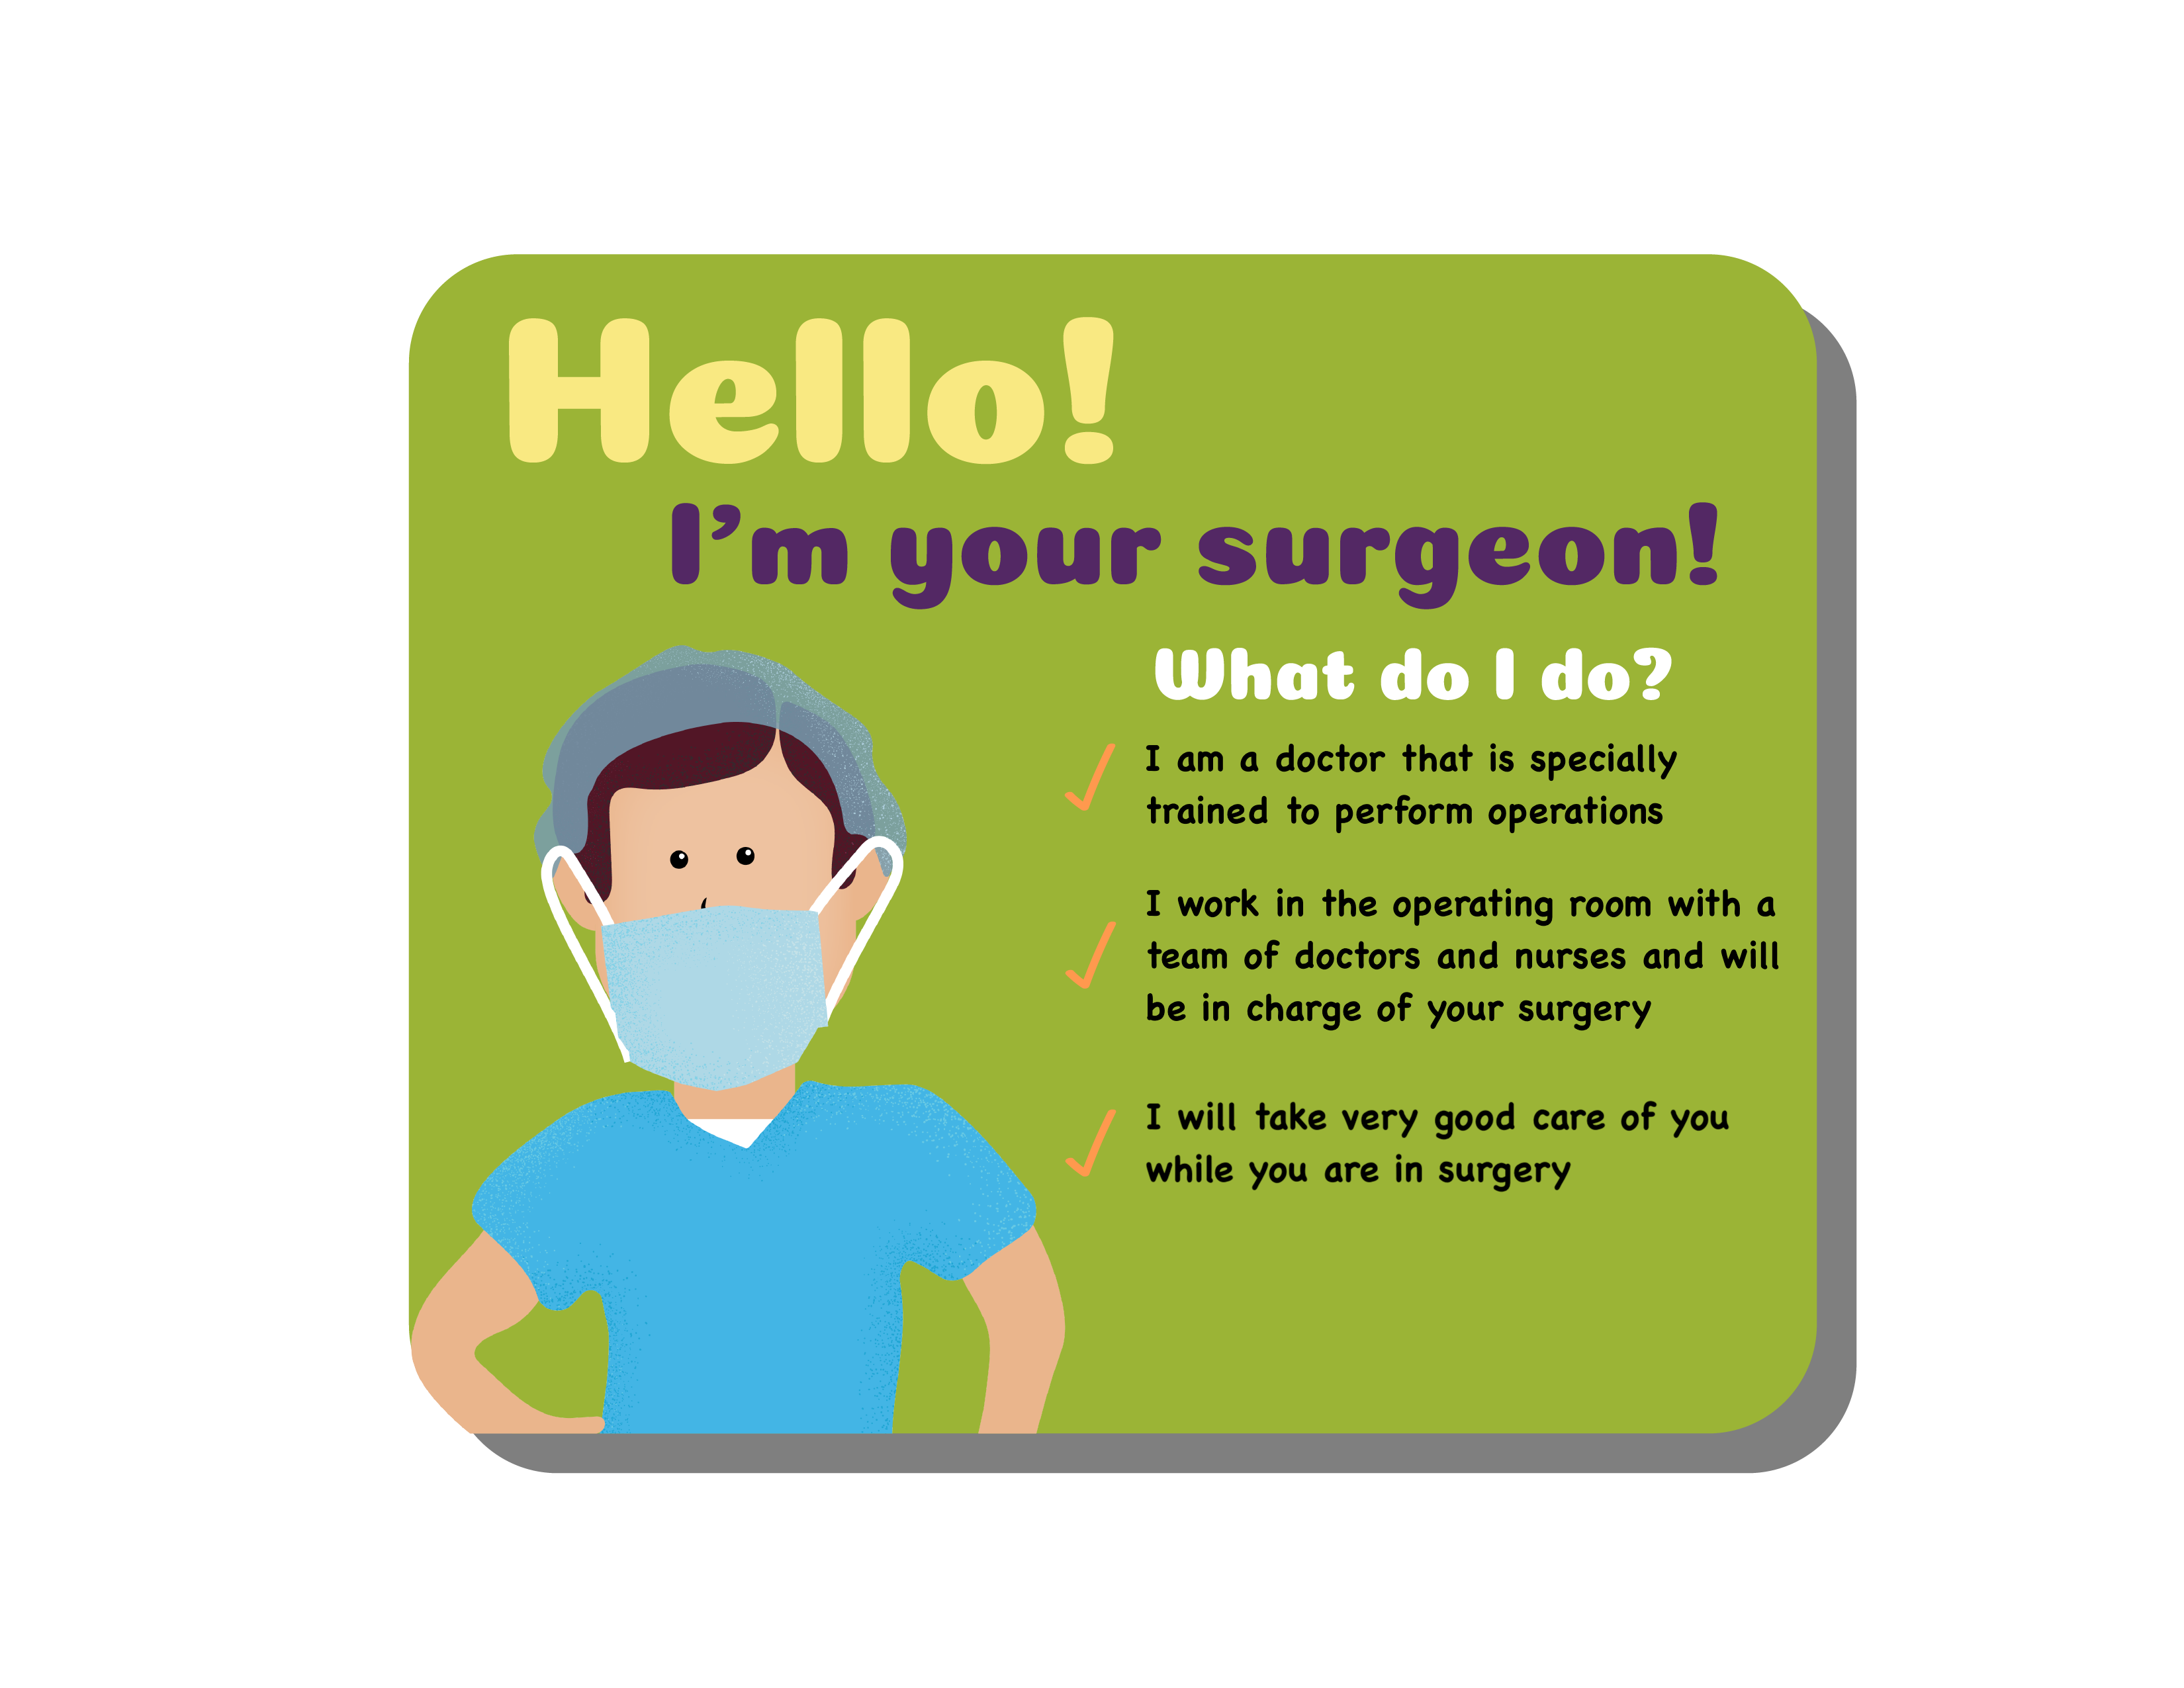 Hello!
I'm your surgeon!
What do I do?
I am a doctor that is specially
trained to perform operations
I work in the operating room with a
team of doctors and nurses and will
be in charge of your surgery
I will take very good care of you
while you are in surgery